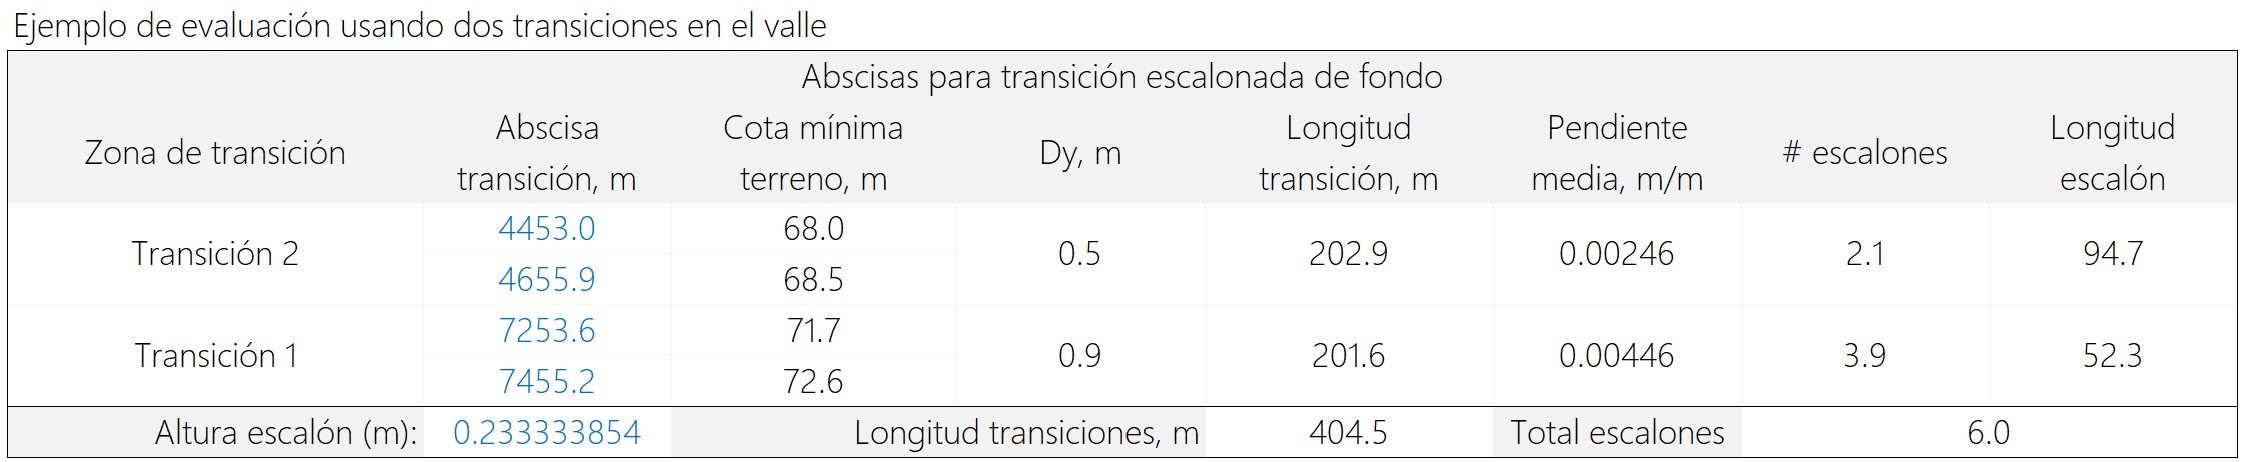 Ejemplo de evaluación usando dos transiciones en el valle
Abscisas para transición escalonada de fondo
Zona de transición Abscisa transición, m Cota mínima terreno, m Dy, m Longitud transición, m Pendiente media, m/m # escalones Longitud escalón
Transición 2 4453.0 68.0 0.5 202.9 0.00246 2.1 94.7
4655.9 68.5
Transición 1 7253.6 71.7 0.9 201.6 0.00446 3.9 52.3
7455.2 72.6
Altura escalón (m): 0.233333854 Longitud transiciones, m 404.5 Total escalones 6.0